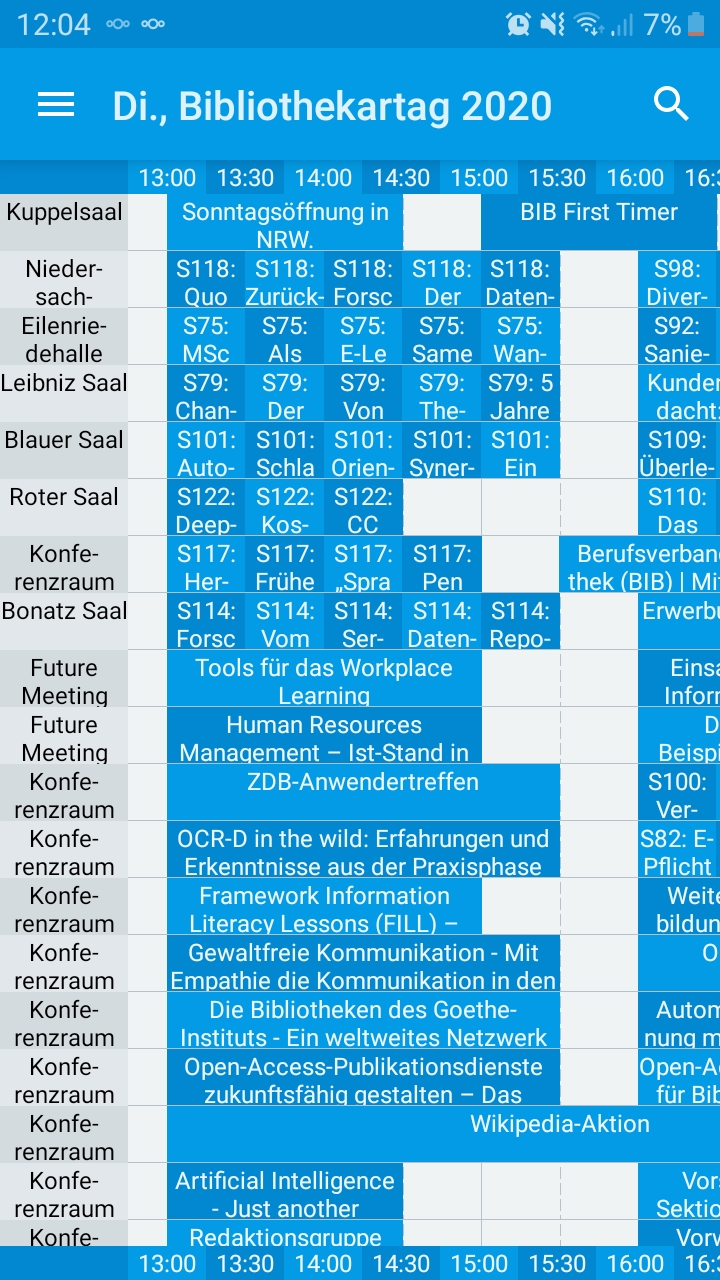 12:04 7%
Di., Bibliothekartag 2020
13:00 13:30 14:00 14:30 15:00 15:30 16:00 16:3
Kuppelsaal Sonntagsöffnung in BIB First Timer
NRW.
Nieder- S118: S118: S118: S118: S118: S98:
sach- Quo Zurück- Forsc Der Daten- Diver-
Eilenrie- S75: S75: S75: S75: S75: S92:
dehalle MSc Als E-Le Same Wan- Sanie-
Leibniz Saal S79: S79: S79: S79: S79: 5 Kunden
Chan- Der Von The- Jahre dacht:
Blauer Saal S101: S101: S101: S101: S101: S109:
Auto- Schla Orien- Syner- Ein Überle-
Roter Saal S122: S122: S122: S110:
Deep- Kos- CC Das
Konfe- S117: S117: S117: S117: Berufsverband
renzraum Her- Frühe „Spra Pen thek (BIB) | Mit
Bonatz Saal S114: S114: S114: S114: S114: Erwerbu
Forsc Vom Ser- Daten- Repo-
Future Tools für das Workplace Einsa
Meeting Learning Inforn
Future Human Resources D
Meeting Management – Ist-Stand in Beispi
Konfe- ZDB-Anwendertreffen S100:
renzraum Ver-
Konfe- OCR-D in the wild: Erfahrungen und S82: E-
renzraum Erkenntnisse aus der Praxisphase Pflicht
Konfe- Framework Information Weite
renzraum Literacy Lessons (FILL) – bildun
Konfe- Gewaltfreie Kommunikation - Mit O
renzraum Empathie die Kommunikation in den
Konfe- Die Bibliotheken des Goethe- Autom
renzraum Instituts - Ein weltweites Netzwerk nung m
Konfe- Open-Access-Publikationsdienste Open-Ac
renzraum zukunftsfähig gestalten – Das für Bib
Konfe- Wikipedia-Aktion
renzraum
Konfe- Artificial Intelligence Vors
renzraum - Just another Sektio
Konfe- Redaktionsgruppe Vorw
13:00 13:30 14:00 14:30 15:00 15:30 16:00 16:3